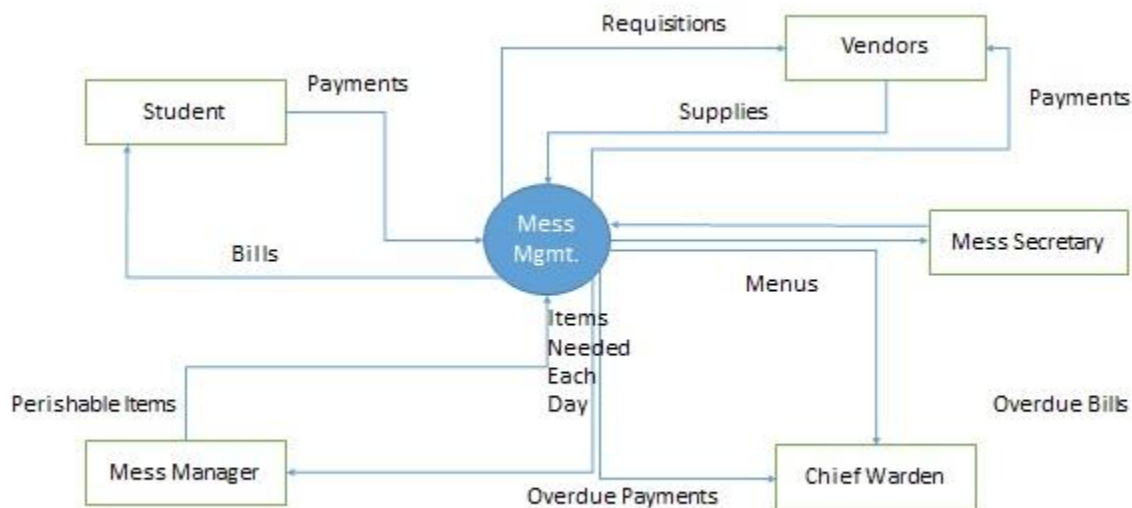 Requisitions
Vendors
Payments
Student
Supplies
Payments
Mess
Mgmt.
Mess Secretary
Bills
Menus
Items
Needed
Each
Day
Perishable Items
Overdue Bills
Mess Manager
Chief Warden
Overdue Payments